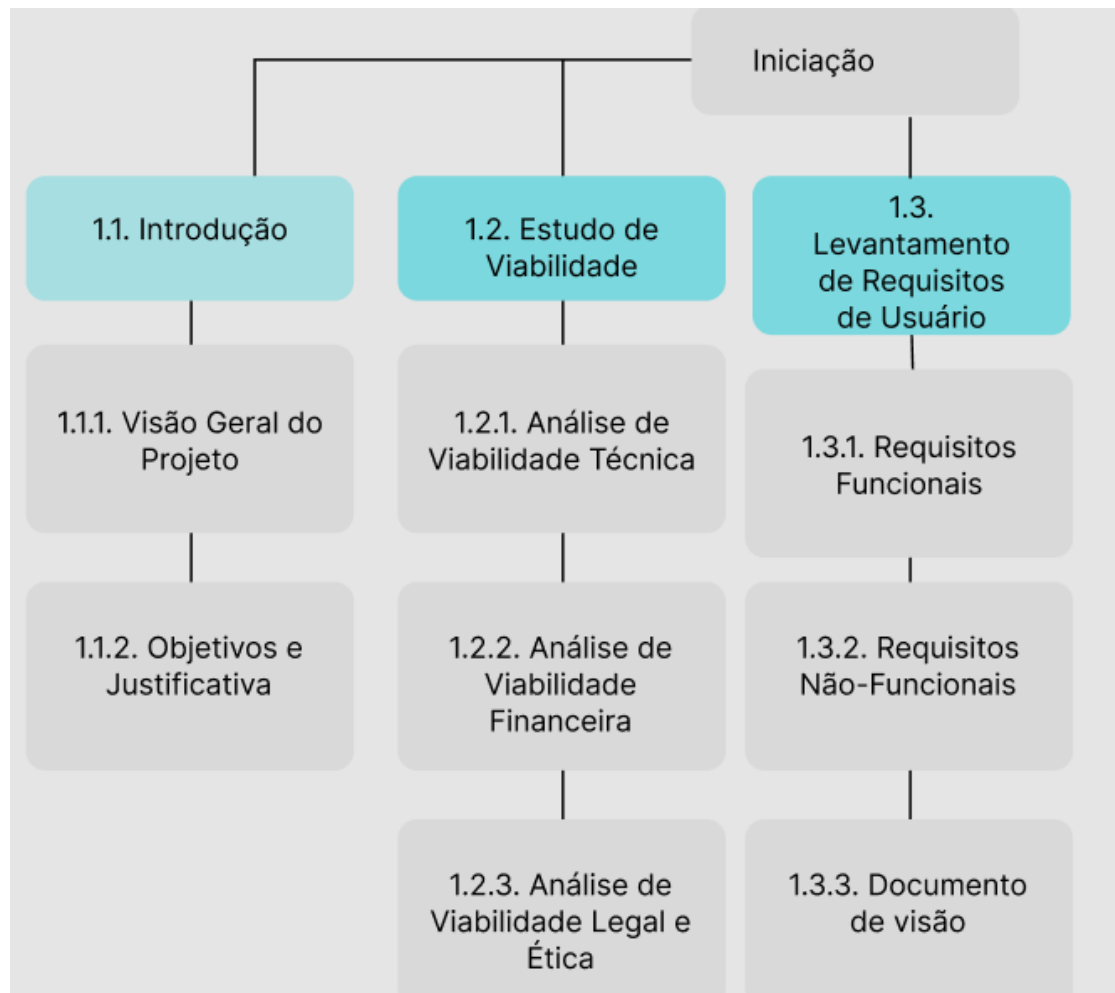 Iniciação
1.1. Introdução
1.2. Estudo de
Viabilidade
1.3.
Levantamento
de Requisitos
de Usuário
1.1.1. Visão Geral do
Projeto
1.2.1. Análise de
Viabilidade Técnica
1.3.1. Requisitos
Funcionais
1.1.2. Objetivos e
Justificativa
1.2.2. Análise de
Viabilidade
Financeira
1.3.2. Requisitos
Não-Funcionais
1.2.3. Análise de
Viabilidade Legal e
Ética
1.3.3. Documento
de visão